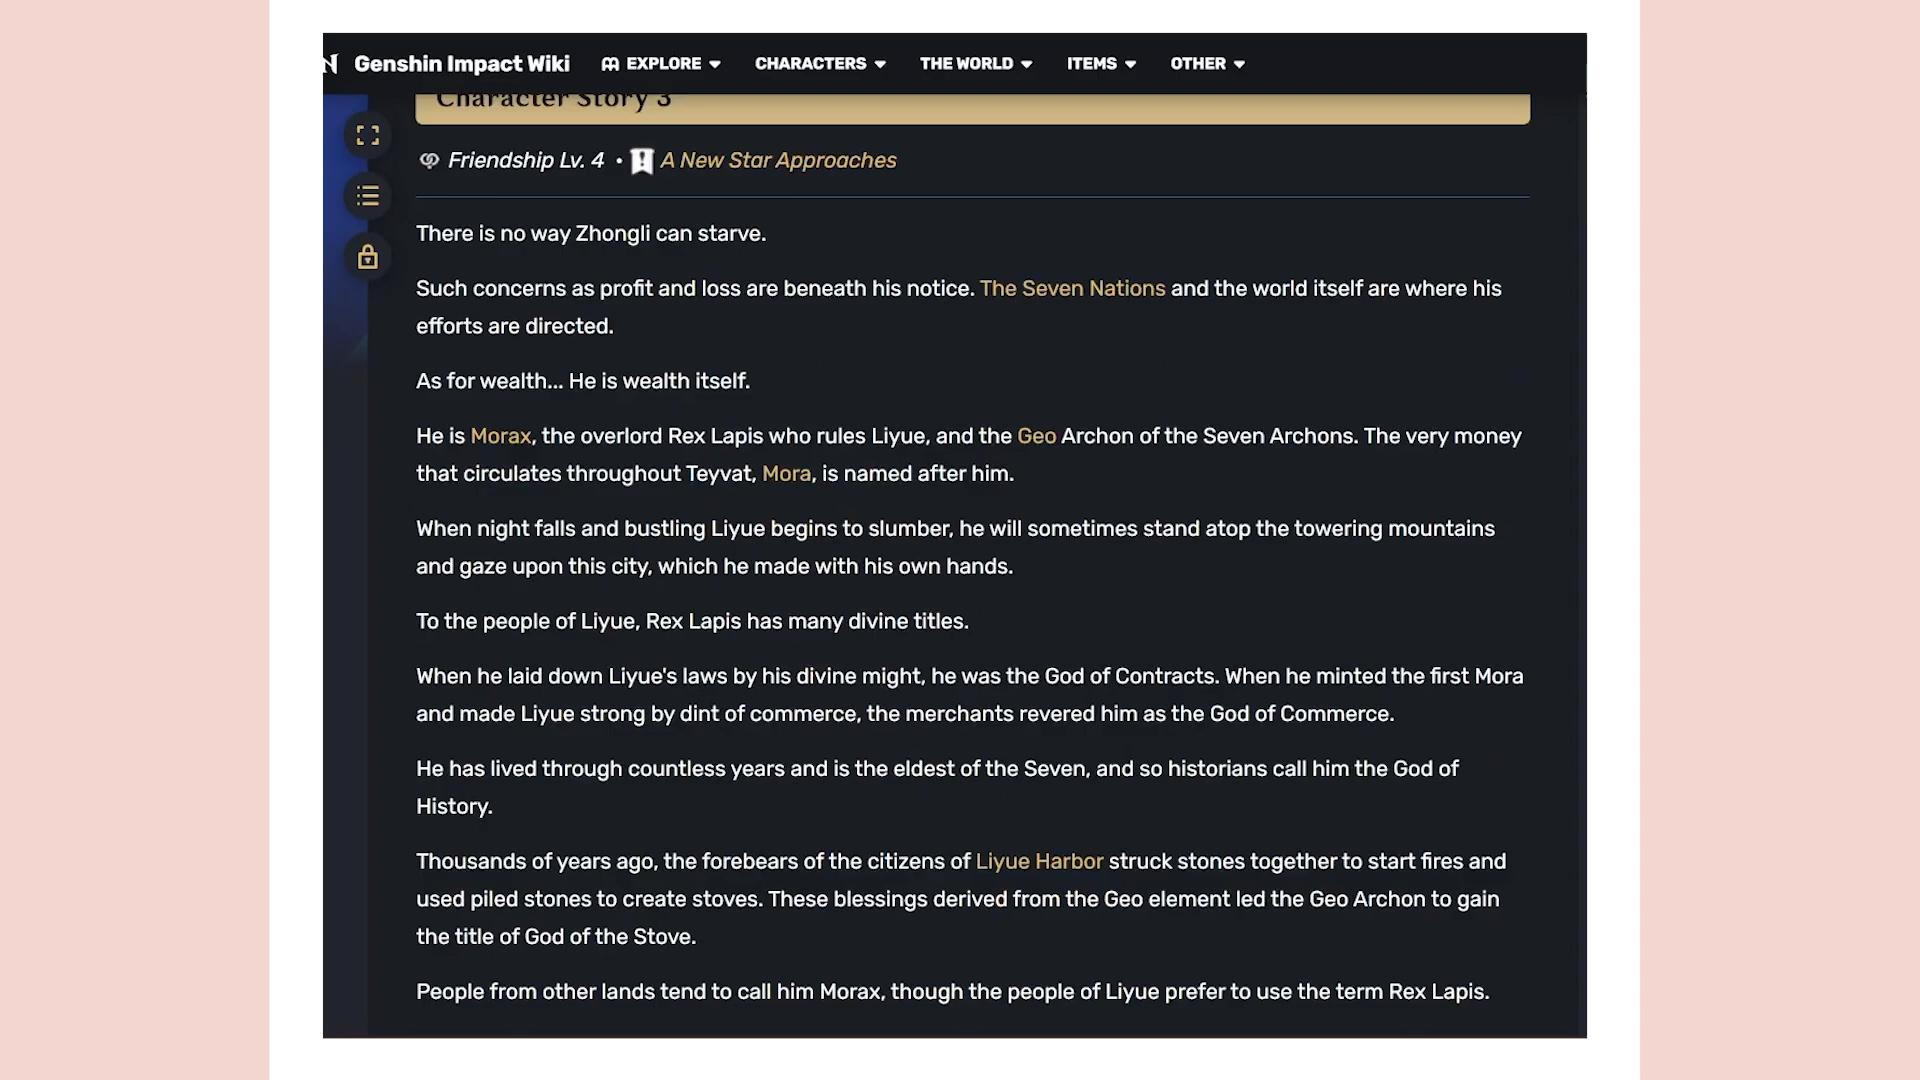 Genshin Impact Wiki EXPLORE CHARACTERS THE WORLD ITEMS OTHER
Character Story 3
Friendship Lv. 4 • A New Star Approaches
There is no way Zhongli can starve.
Such concerns as profit and loss are beneath his notice. The Seven Nations and the world itself are where his
efforts are directed.
As for wealth... He is wealth itself.
He is Morax, the overlord Rex Lapis who rules Liyue, and the Geo Archon of the Seven Archons. The very money
that circulates throughout Teyvat, Mora, is named after him.
When night falls and bustling Liyue begins to slumber, he will sometimes stand atop the towering mountains
and gaze upon this city, which he made with his own hands.
To the people of Liyue, Rex Lapis has many divine titles.
When he laid down Liyue's laws by his divine might, he was the God of Contracts. When he minted the first Mora
and made Liyue strong by dint of commerce, the merchants revered him as the God of Commerce.
He has lived through countless years and is the eldest of the Seven, and so historians call him the God of
History.
Thousands of years ago, the forebears of the citizens of Liyue Harbor struck stones together to start fires and
used piled stones to create stoves. These blessings derived from the Geo element led the Geo Archon to gain
the title of God of the Stove.
People from other lands tend to call him Morax, though the people of Liyue prefer to use the term Rex Lapis.